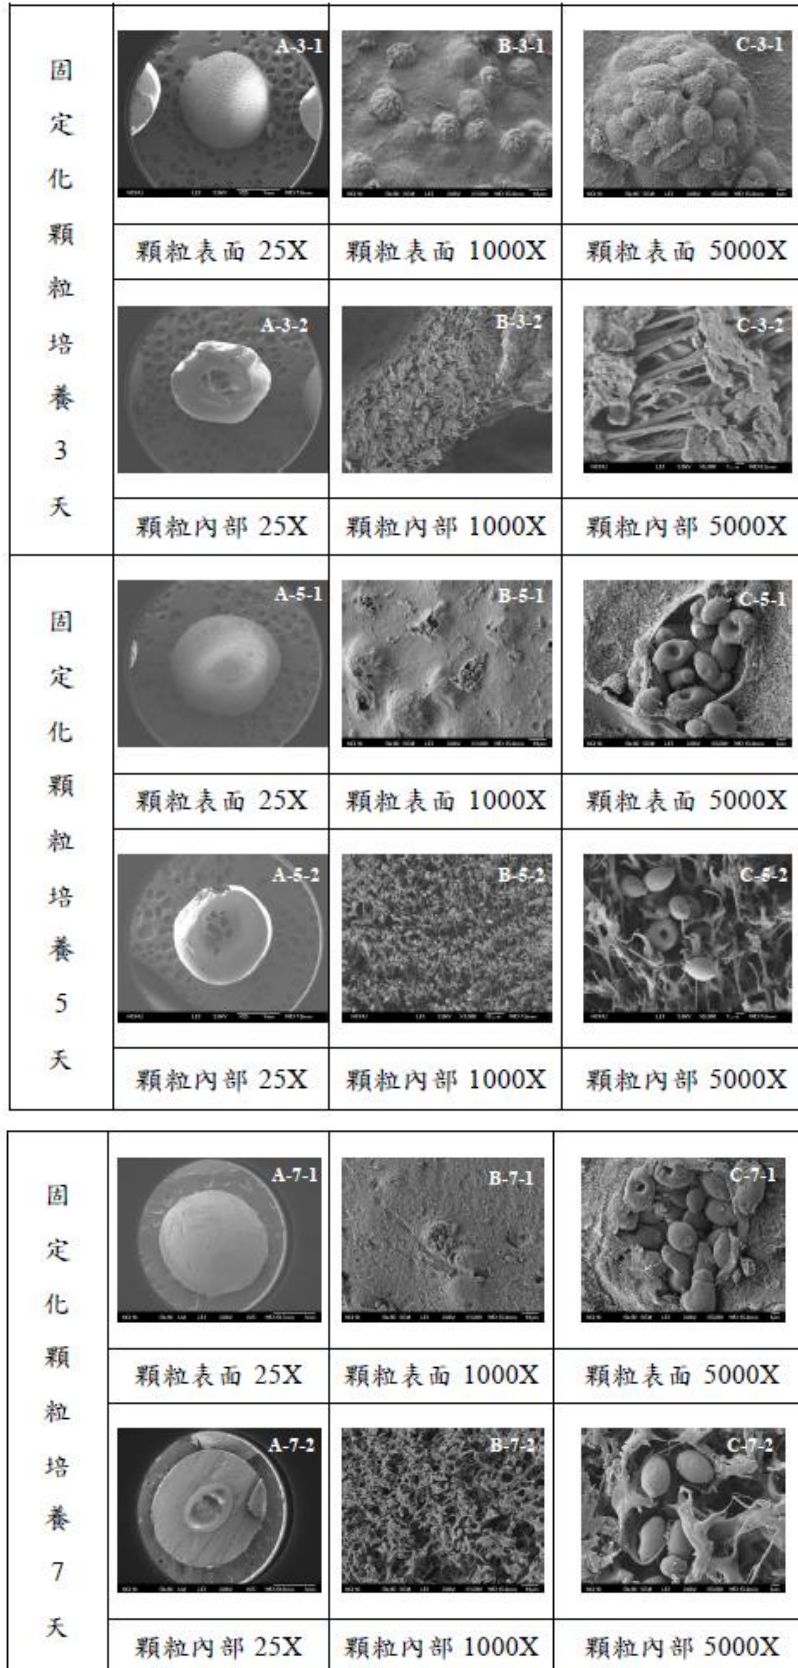 固定化顆粒培養3天
A-3-1 B-3-1 C-3-1
顆粒表面 25X 顆粒表面 1000X 顆粒表面 5000X
A-3-2 B-3-2 C-3-2
顆粒內部 25X 顆粒內部 1000X 顆粒內部 5000X
固定化顆粒培養5天
A-5-1 B-5-1 C-5-1
顆粒表面 25X 顆粒表面 1000X 顆粒表面 5000X
A-5-2 B-5-2 C-5-2
顆粒內部 25X 顆粒內部 1000X 顆粒內部 5000X
固定化顆粒培養7天
A-7-1 B-7-1 C-7-1
顆粒表面 25X 顆粒表面 1000X 顆粒表面 5000X
A-7-2 B-7-2 C-7-2
顆粒內部 25X 顆粒內部 1000X 顆粒內部 5000X